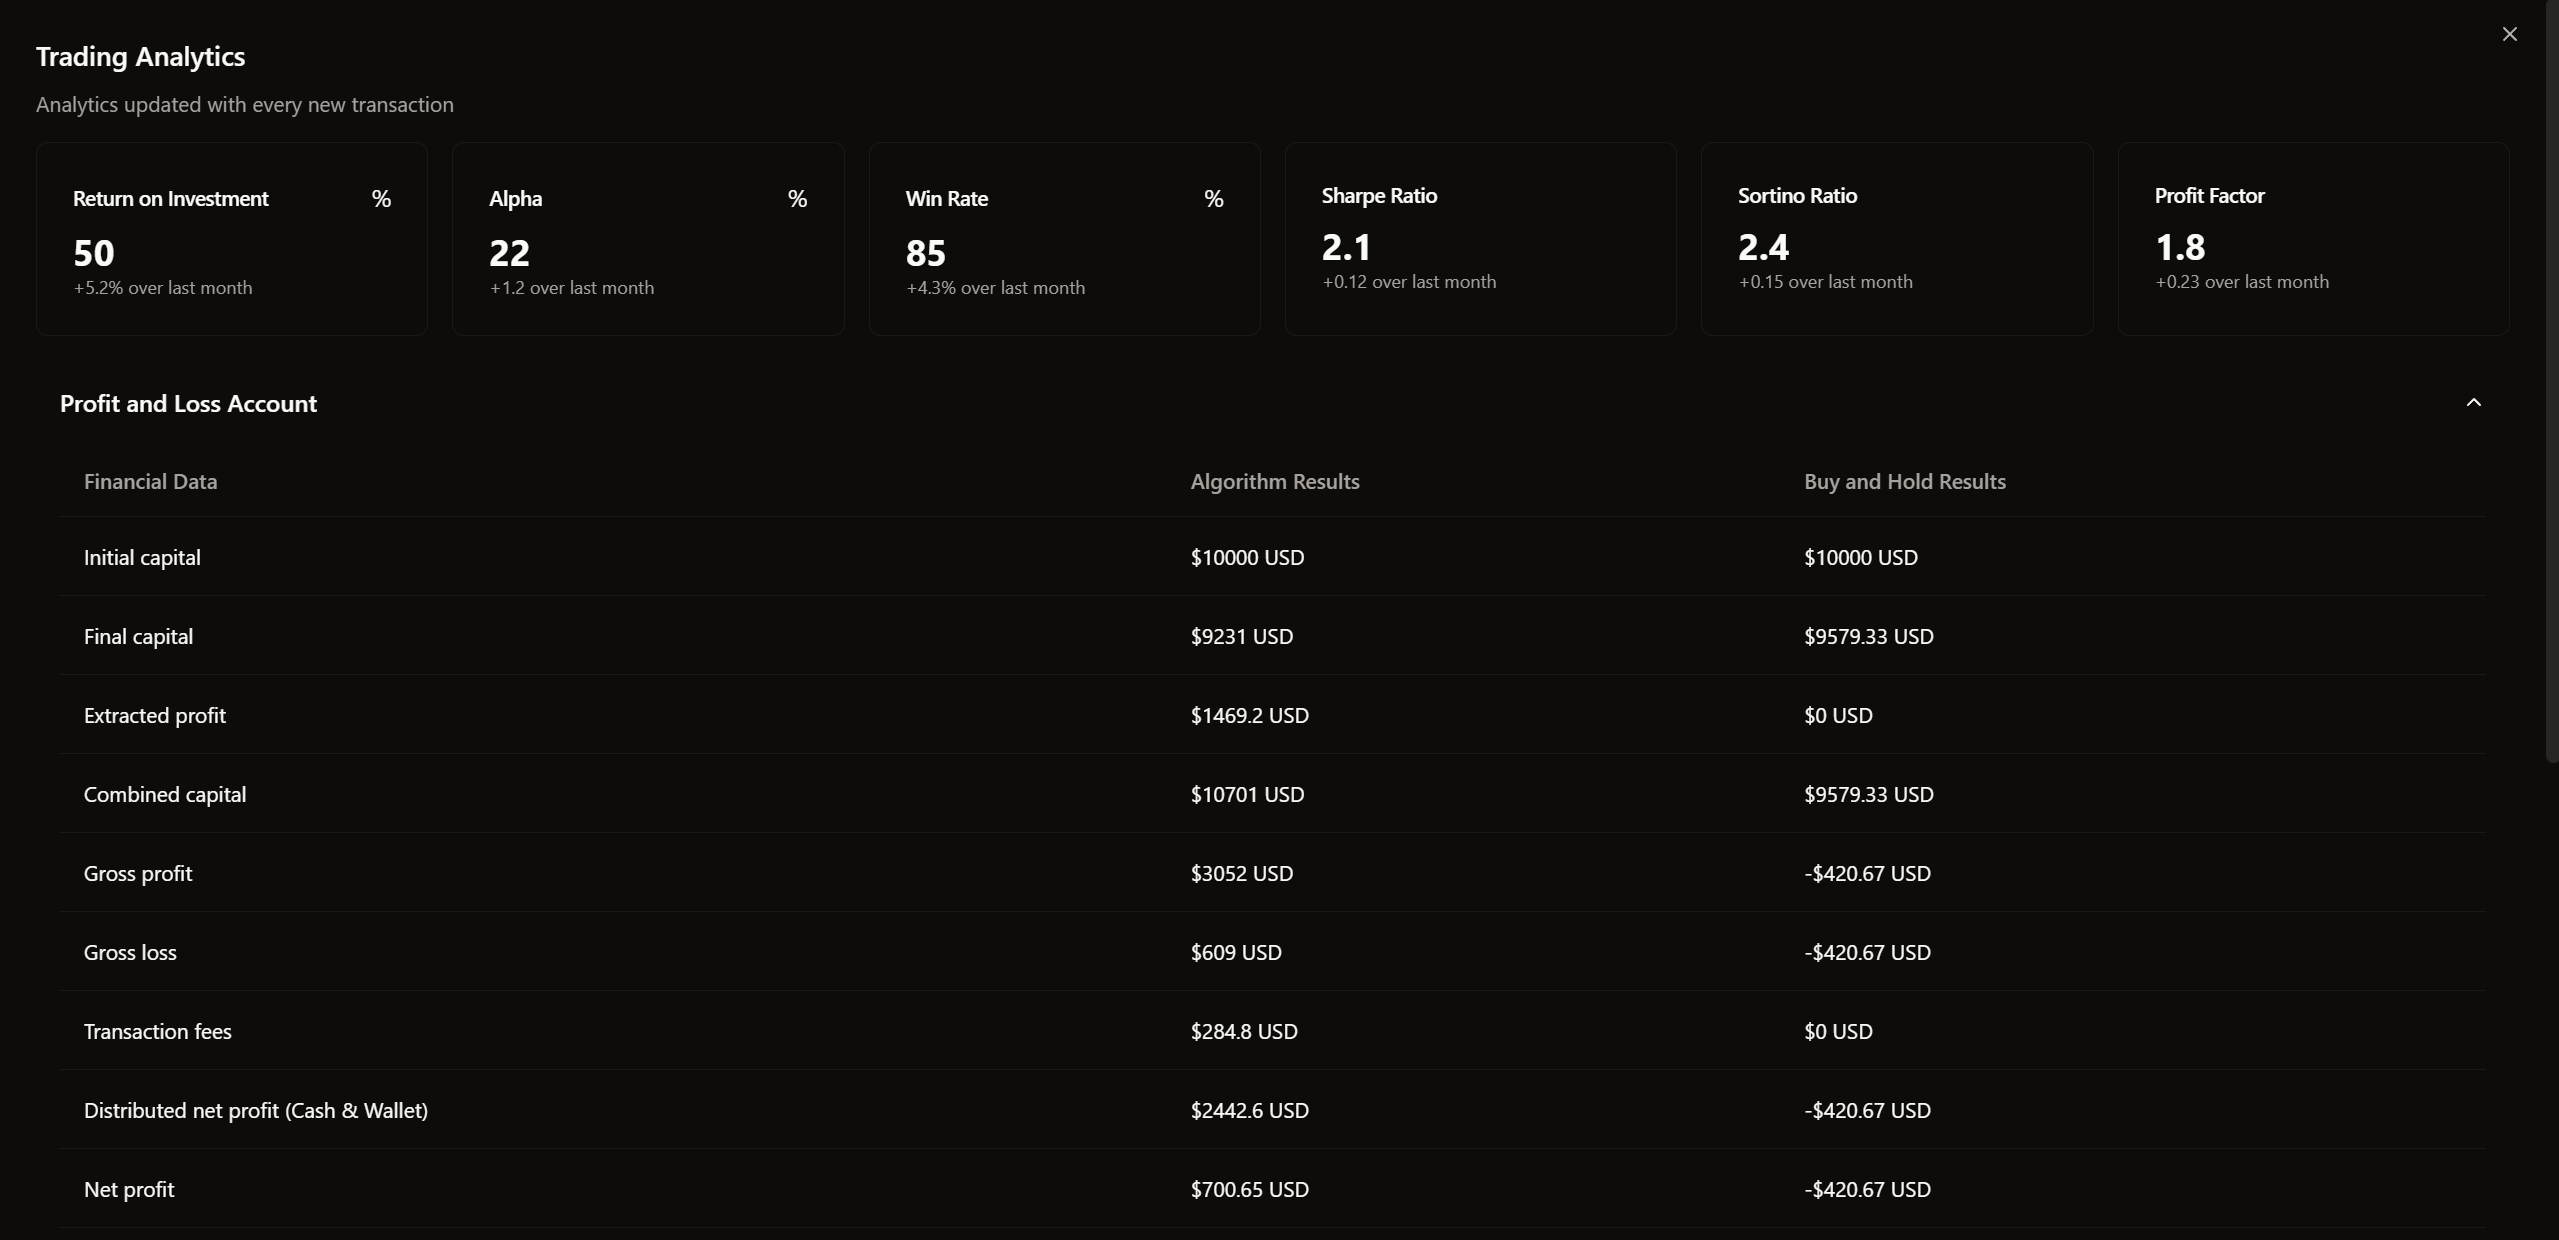 Trading Analytics
Analytics updated with every new transaction
Return on Investment %
50
+5.2% over last month
Alpha %
22
+1.2 over last month
Win Rate %
85
+4.3% over last month
Sharpe Ratio
2.1
+0.12 over last month
Sortino Ratio
2.4
+0.15 over last month
Profit Factor
1.8
+0.23 over last month
Profit and Loss Account
Financial Data Algorithm Results Buy and Hold Results
Initial capital $10000 USD $10000 USD
Final capital $9231 USD $9579.33 USD
Extracted profit $1469.2 USD $0 USD
Combined capital $10701 USD $9579.33 USD
Gross profit $3052 USD -$420.67 USD
Gross loss $609 USD -$420.67 USD
Transaction fees $284.8 USD $0 USD
Distributed net profit (Cash & Wallet) $2442.6 USD -$420.67 USD
Net profit $700.65 USD -$420.67 USD